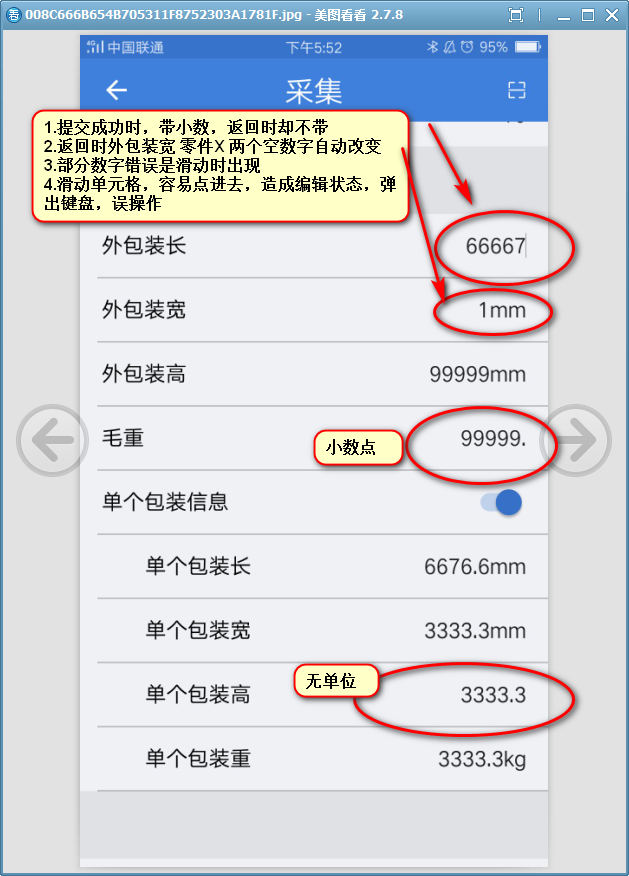 008C666B654B705311F8752303A1781F.jpg - 美图看看 2.7.8
中国联通 下午5:52 95%
采集
1.提交成功时，带小数，返回时却不带
2.返回时外包装宽 零件X 两个空数字自动改变
3.部分数字错误是滑动时出现
4.滑动单元格，容易点进去，造成编辑状态，弹
出键盘，误操作
外包装长 66667
外包装宽 1mm
外包装高 99999mm
毛重 小数点 99999.
单个包装信息
单个包装长 6676.6mm
单个包装宽 3333.3mm
无单位
单个包装高 3333.3
单个包装重 3333.3kg